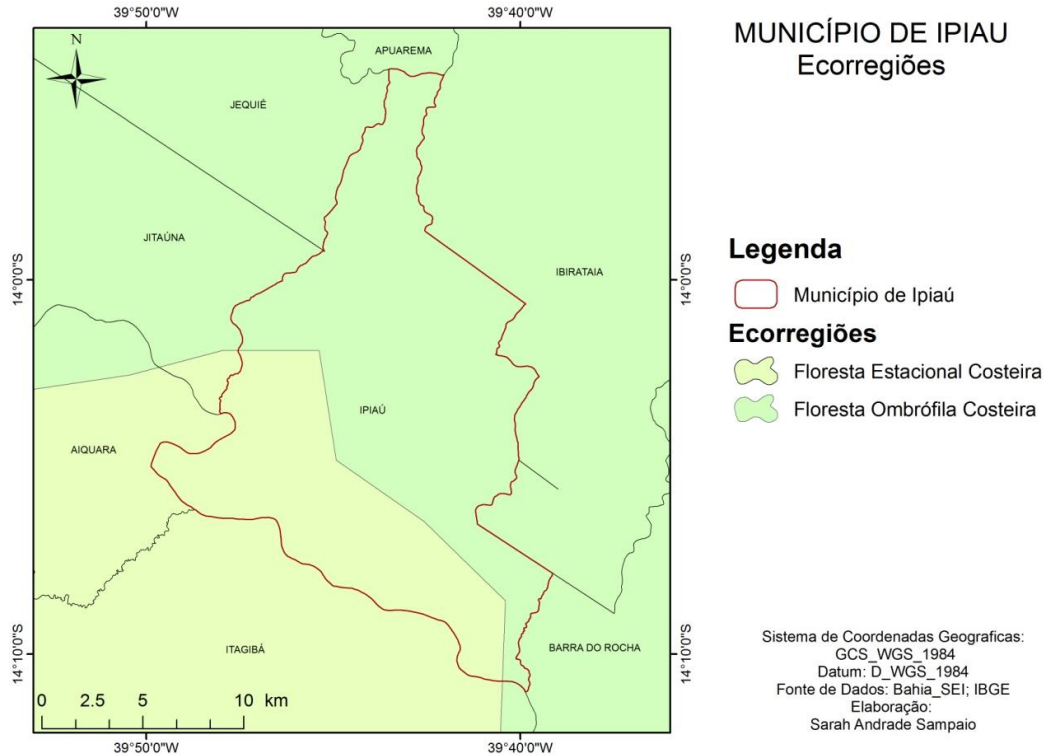 39°50'0"W
39°40'0"W
MUNICÍPIO DE IPIAU
Ecorregiões
APUAREMA
N
JEQUIÊ
JITAÚNA
IBIRATAIA
14°0'0"S
14°0'0"S
Legenda
Município de Ipiaú
Ecorregiões
Floresta Estacional Costeira
Floresta Ombrófila Costeira
IPIAÚ
AIQUARA
ITAGIBÁ
BARRA DO ROCHA
14°10'0"S
14°10'0"S
0 2.5 5 10 km
39°50'0"W
39°40'0"W
Sistema de Coordenadas Geograficas:
GCS_WGS_1984
Datum: D_WGS_1984
Fonte de Dados: Bahia_SEI; IBGE
Elaboração:
Sarah Andrade Sampaio